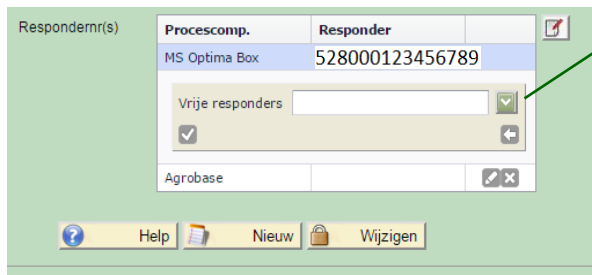 Respondernr(s)
Procescomp. Responder
MS Optima Box 528000123456789
Vrije responders
Agrobase
Help Nieuw Wijzigen